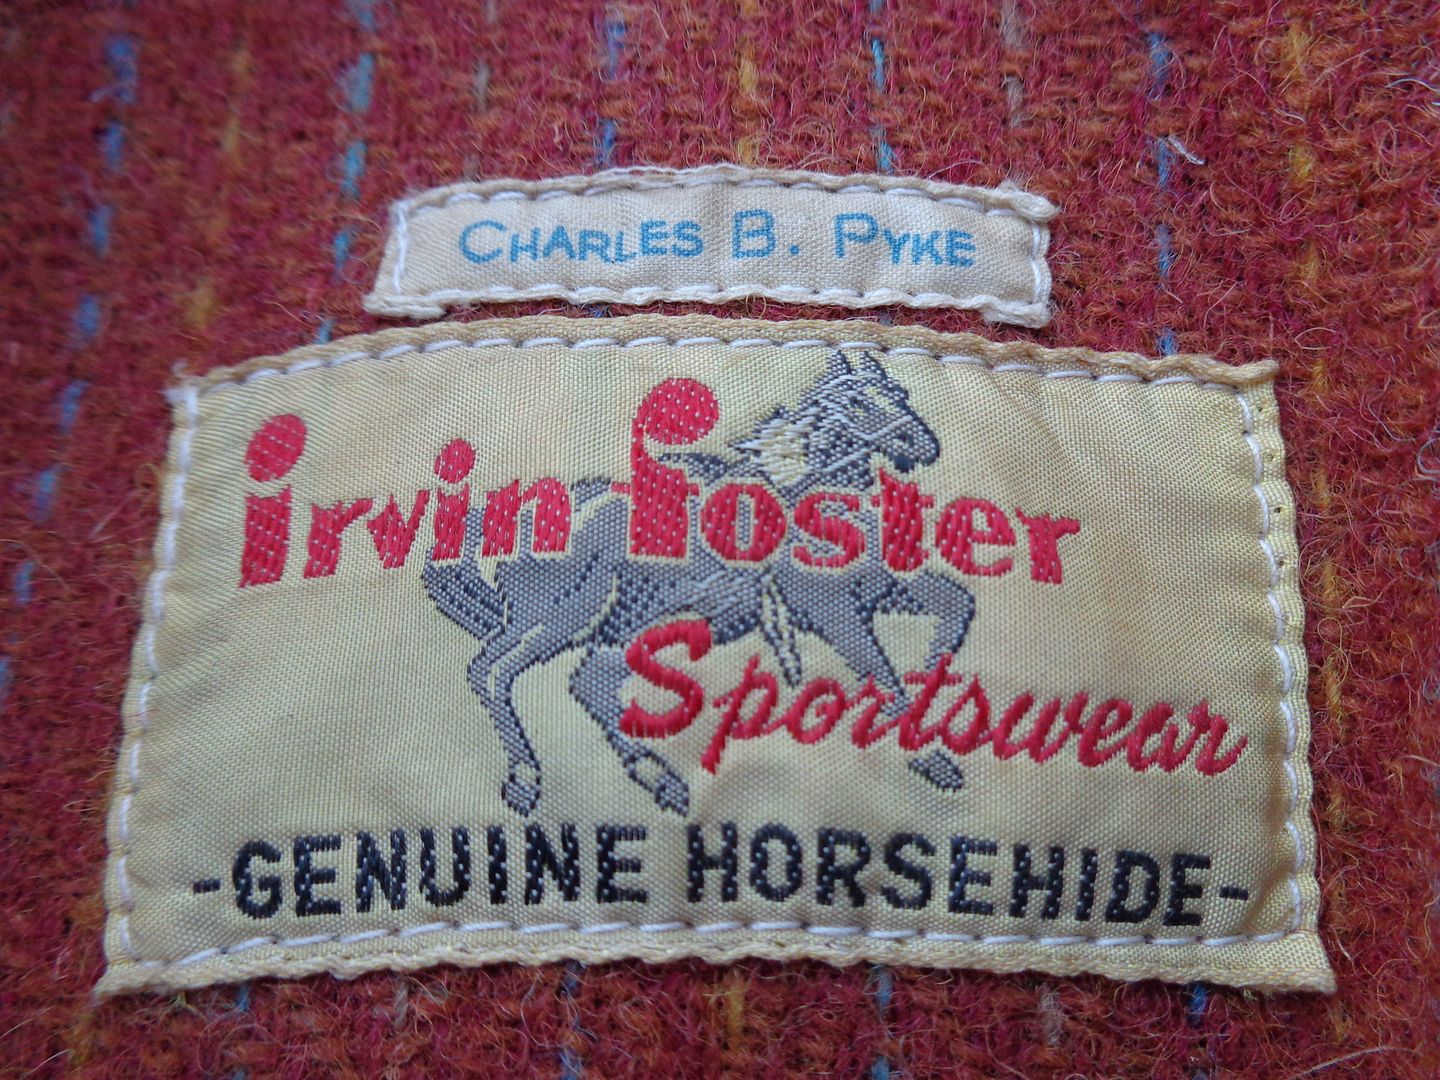 CHARLES B. PYKE
irvin foster
Sportswear
-GENUINE HORSEHIDE-